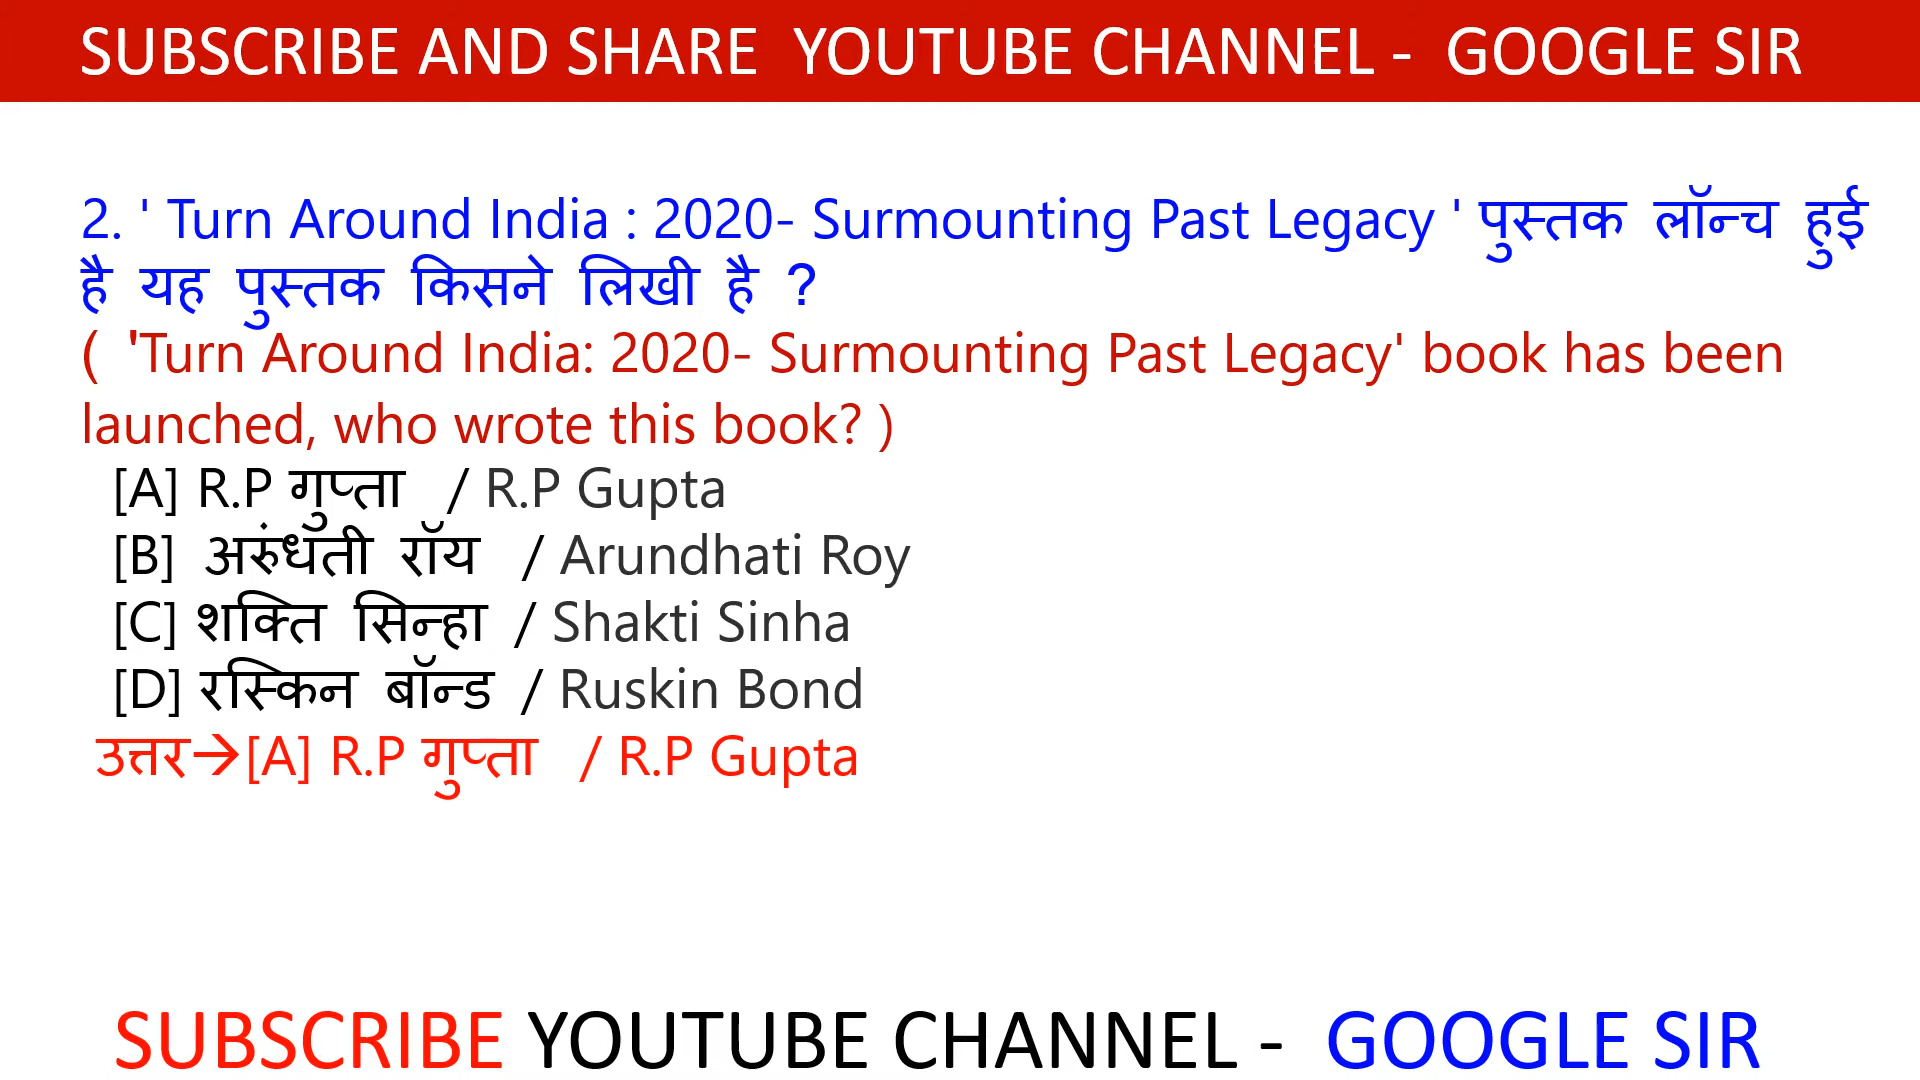 SUBSCRIBE AND SHARE YOUTUBE CHANNEL - GOOGLE SIR
2. ' Turn Around India : 2020- Surmounting Past Legacy ' पुस्तक लॉन्च हुई
है यह पुस्तक किसने लिखी है ?
( 'Turn Around India: 2020- Surmounting Past Legacy' book has been
launched, who wrote this book? )
[A] R.P गुप्ता / R.P Gupta
[B] अरुंधती रॉय / Arundhati Roy
[C] शक्ति सिन्हा / Shakti Sinha
[D] रस्किन बॉन्ड / Ruskin Bond
उत्तर→[A] R.P गुप्ता / R.P Gupta
SUBSCRIBE YOUTUBE CHANNEL - GOOGLE SIR